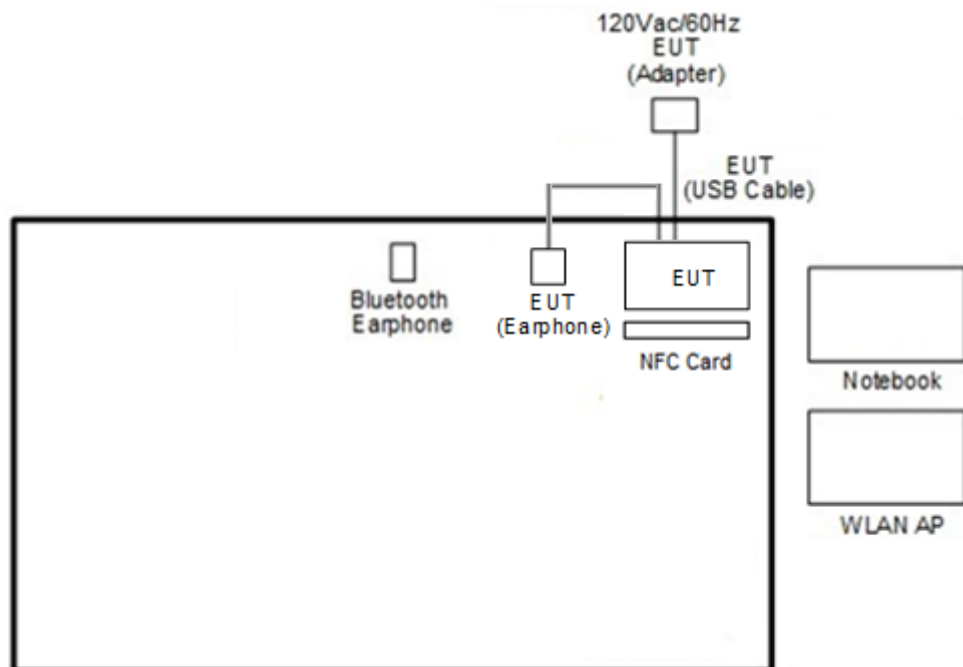 120Vac/60Hz
EUT
(Adapter)
EUT
(USB Cable)
EUT
Bluetooth
Earphone
EUT
(Earphone)
NFC Card
Notebook
WLAN AP